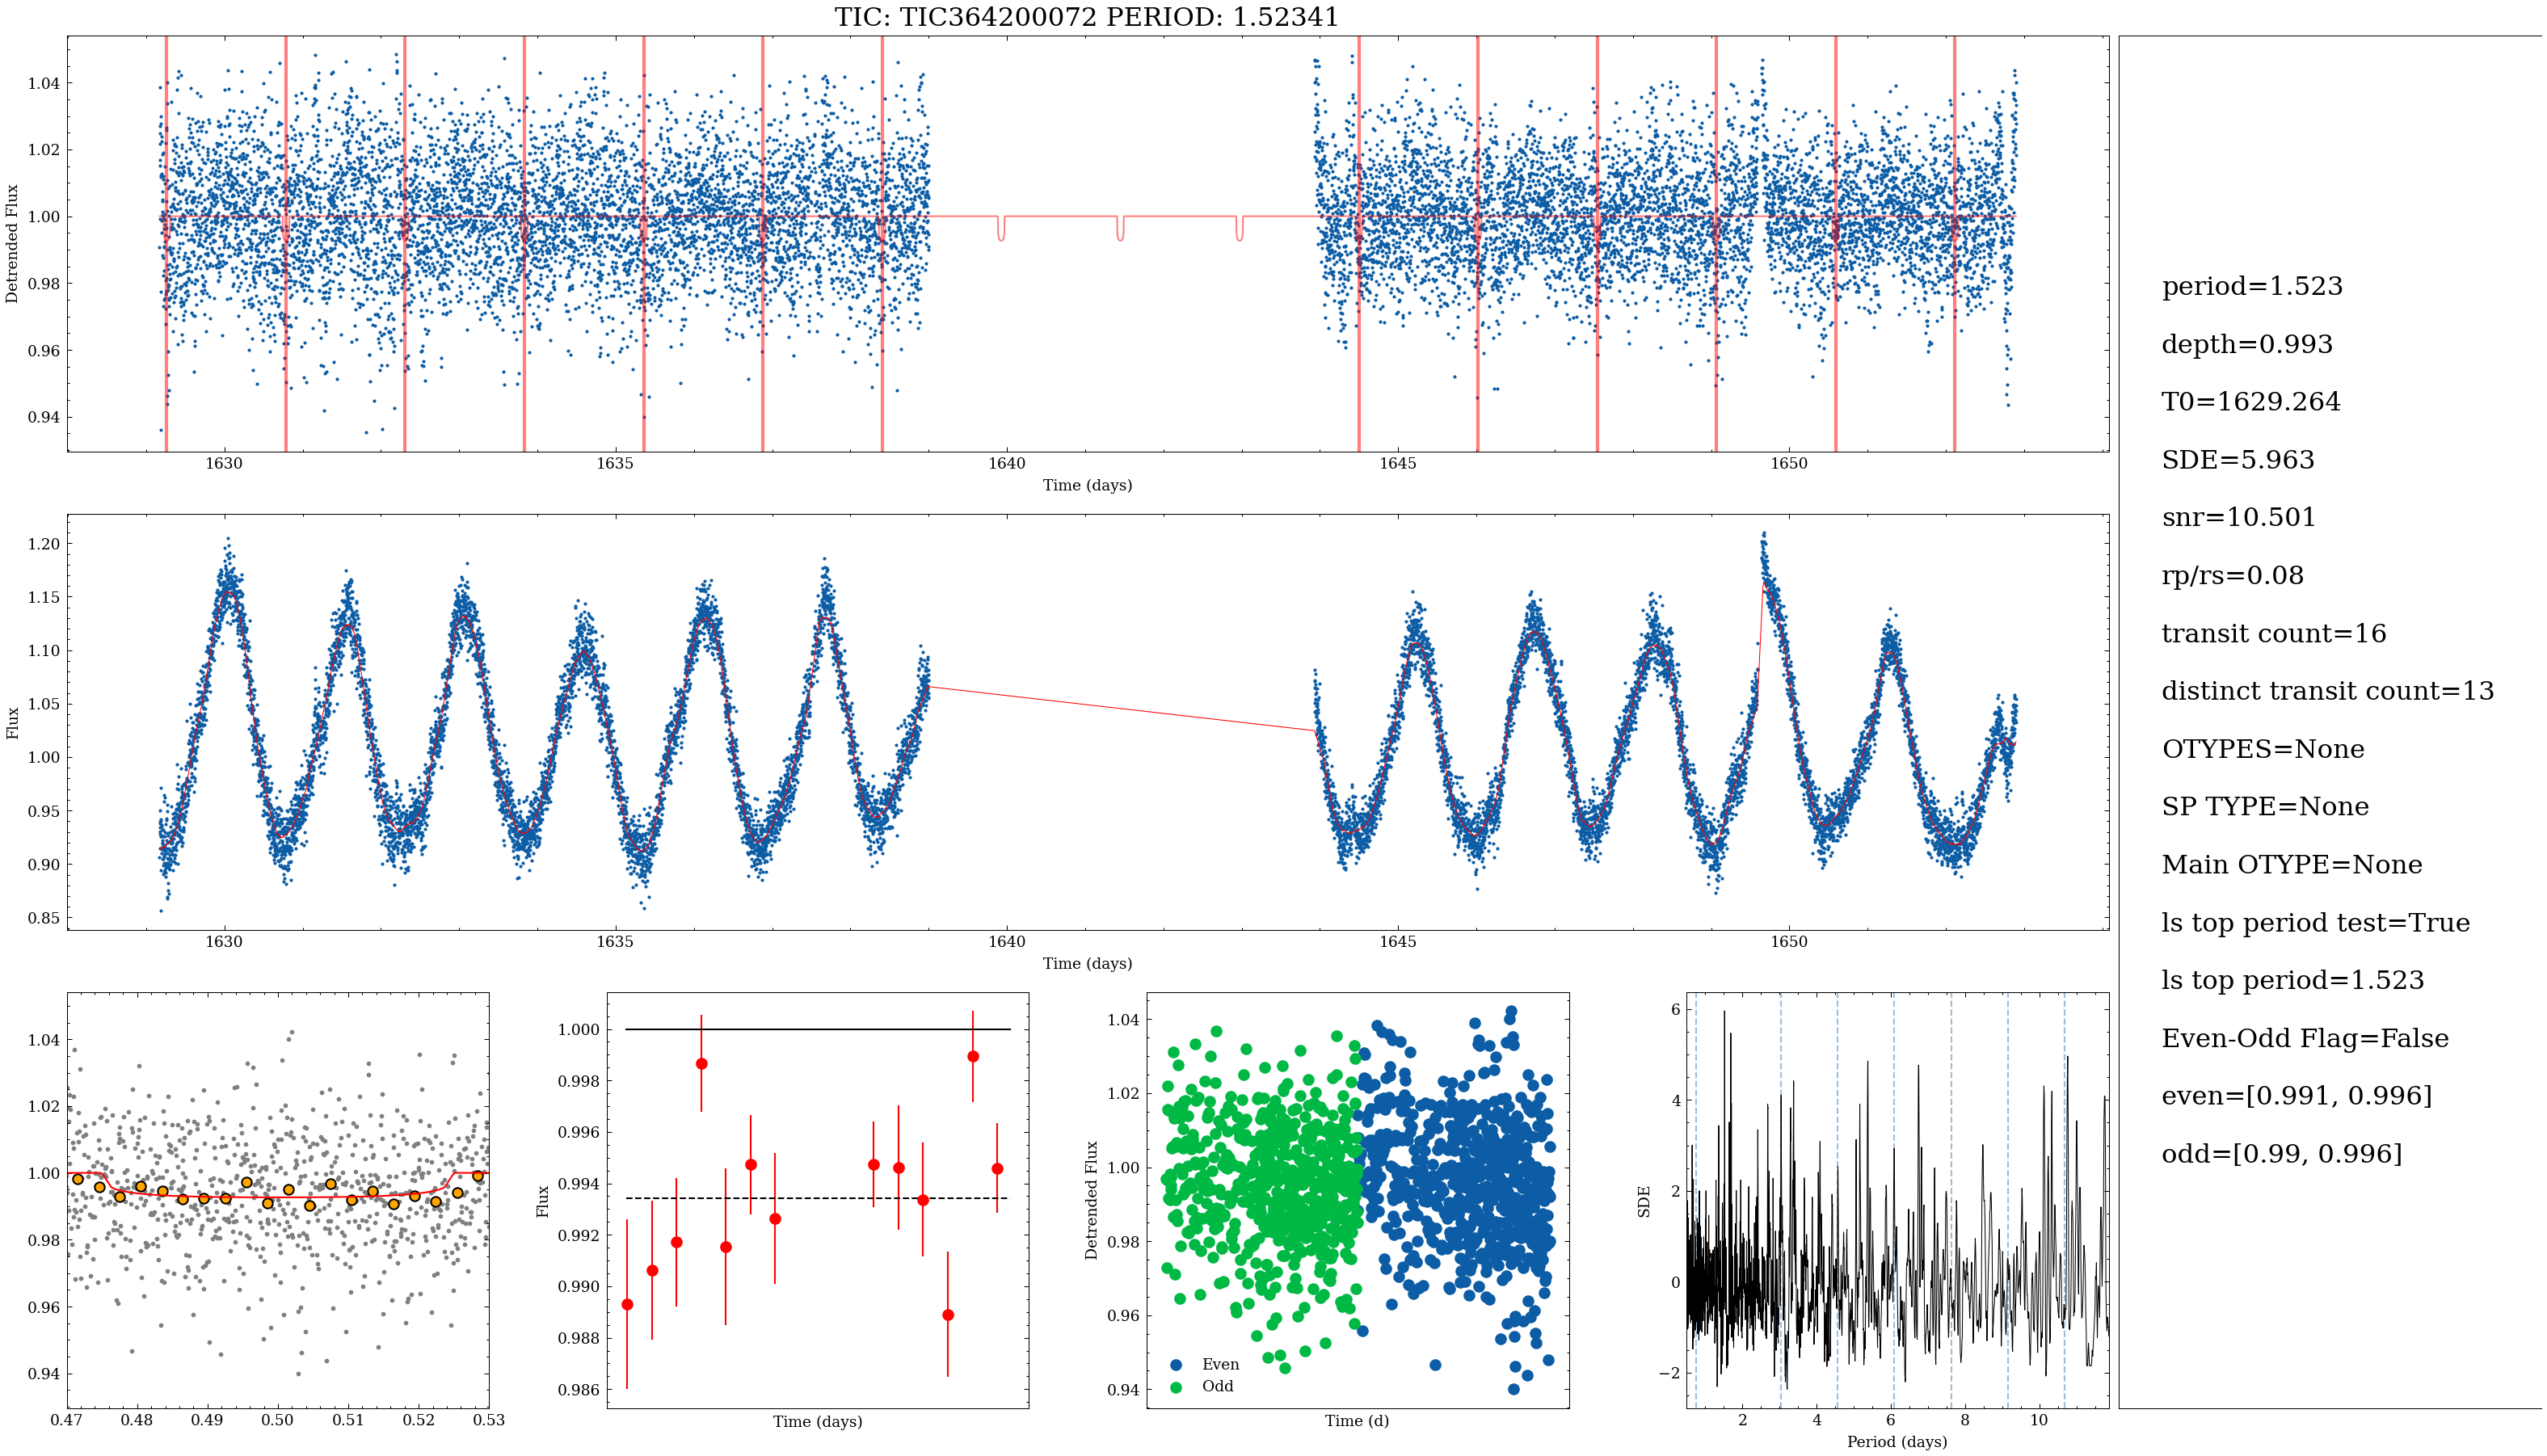 TIC: TIC364200072 PERIOD: 1.52341
Detrended Flux
1.04
1.02
1.00
0.98
0.96
0.94
1630
1635
1640
1645
1650
Time (days)
Flux
1.20
1.15
1.10
1.05
1.00
0.95
0.90
0.85
1630
1635
1640
1645
1650
Time (days)
1.04
1.02
1.00
0.98
0.96
0.94
0.47
0.48
0.49
0.50
0.51
0.52
0.53
Flux
1.000
0.998
0.996
0.994
0.992
0.990
0.988
0.986
Time (days)
Detrended Flux
1.04
1.02
1.00
0.98
0.96
0.94
Even
Odd
Time (d)
SDE
6
4
2
0
−2
2
4
6
8
10
Period (days)
period=1.523
depth=0.993
T0=1629.264
SDE=5.963
snr=10.501
rp/rs=0.08
transit count=16
distinct transit count=13
OTYPES=None
SP TYPE=None
Main OTYPE=None
ls top period test=True
ls top period=1.523
Even-Odd Flag=False
even=[0.991, 0.996]
odd=[0.99, 0.996]